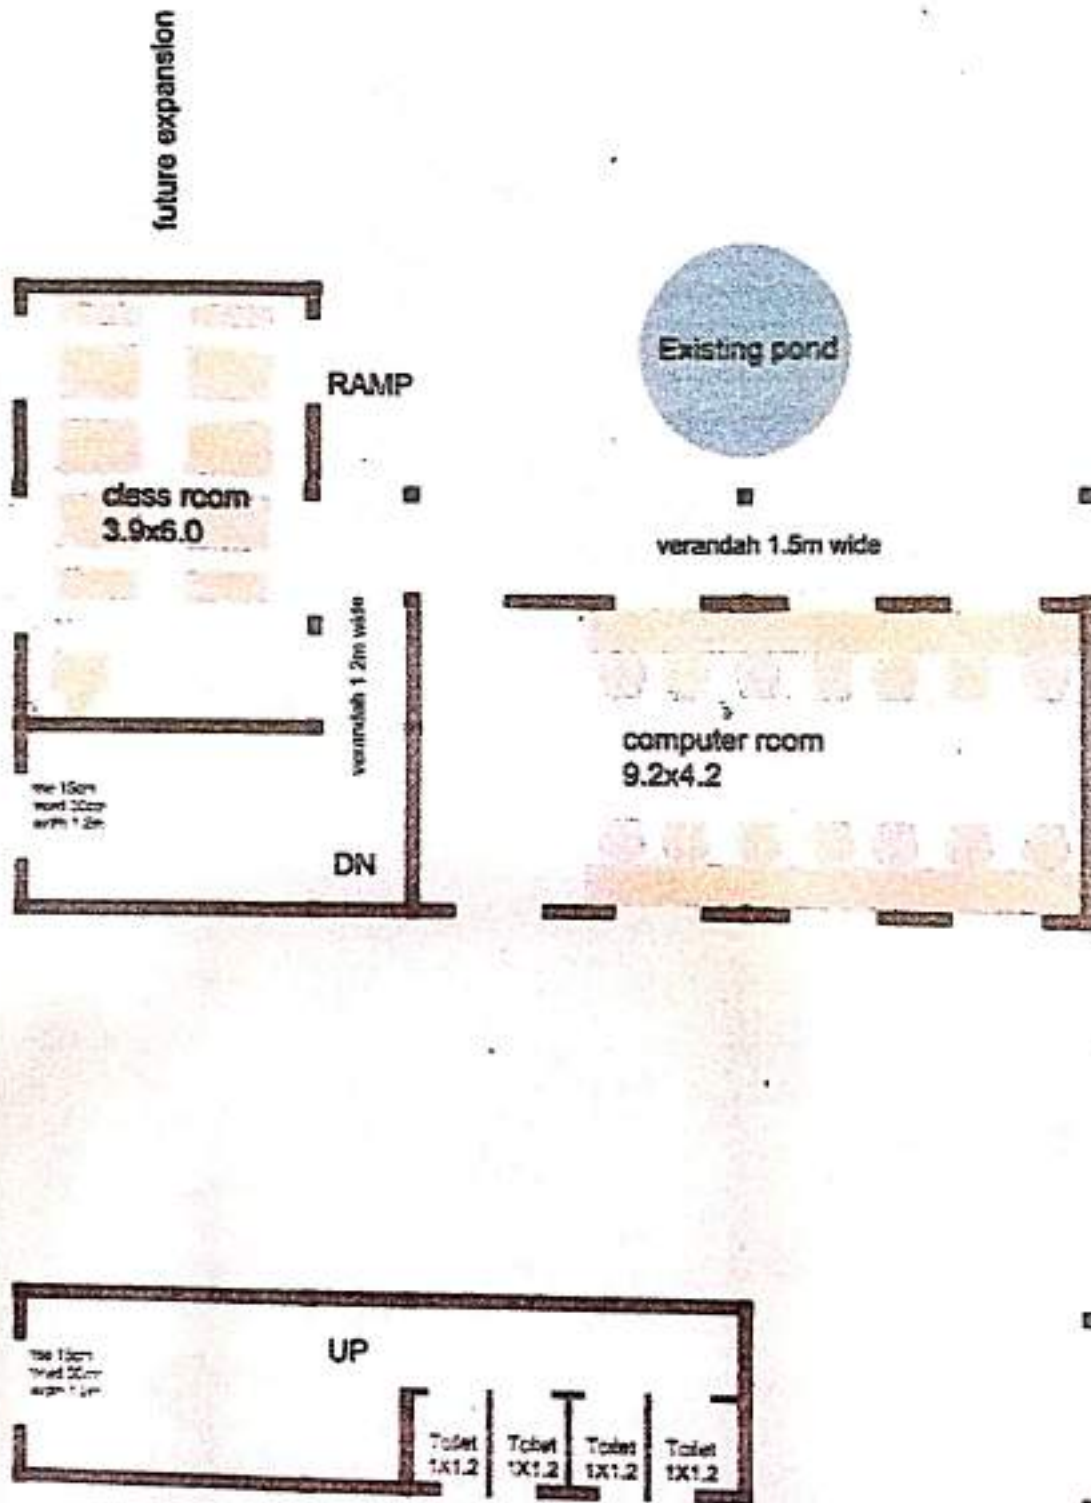 future expansion
Existing pond
RAMP
class room
3.9x6.0
verandah 1.5m wide
verandah 1 2m wide
computer room
9.2x4.2
DN
UP
Toilet
1X1.2
Toilet
1X1.2
Toilet
1X1.2
Toilet
1X1.2